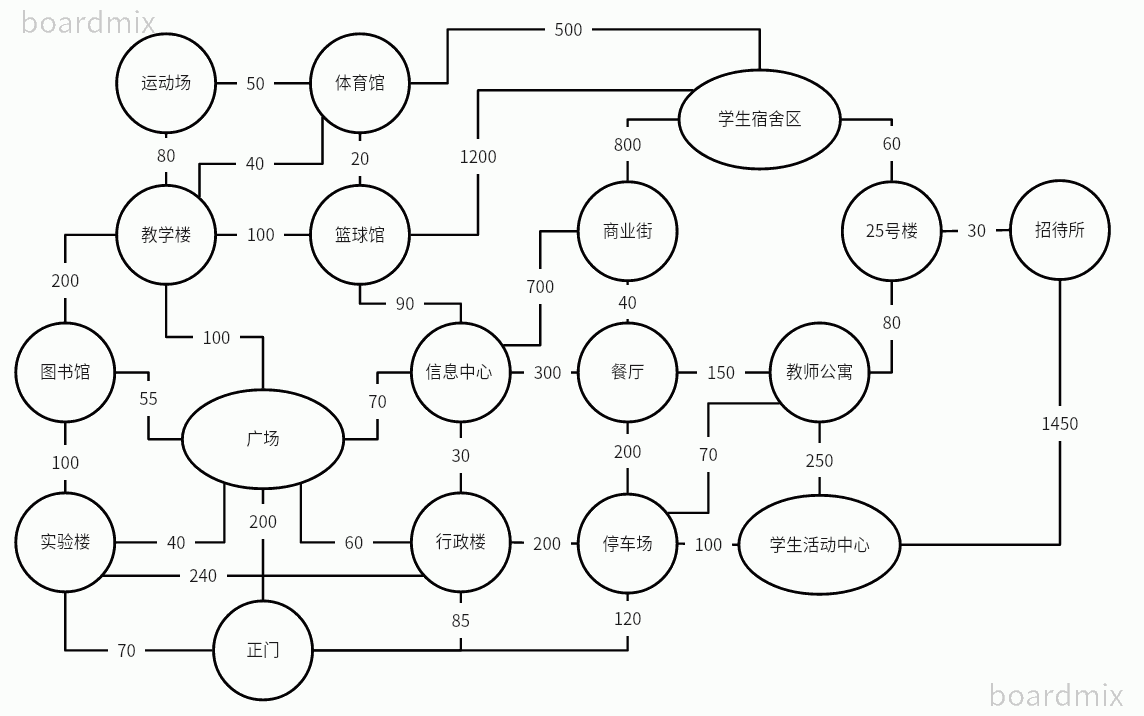 boardmix
500
运动场
50
体育馆
学生宿舍区
80
40
20
1200
800
60
教学楼
100
篮球馆
商业街
25号楼
30
招待所
200
90
700
40
100
80
图书馆
55
70
信息中心
300
餐厅
150
教师公寓
广场
1450
100
30
200
70
250
200
实验楼
40
60
行政楼
200
停车场
100
学生活动中心
240
85
120
70
正门
boardmix